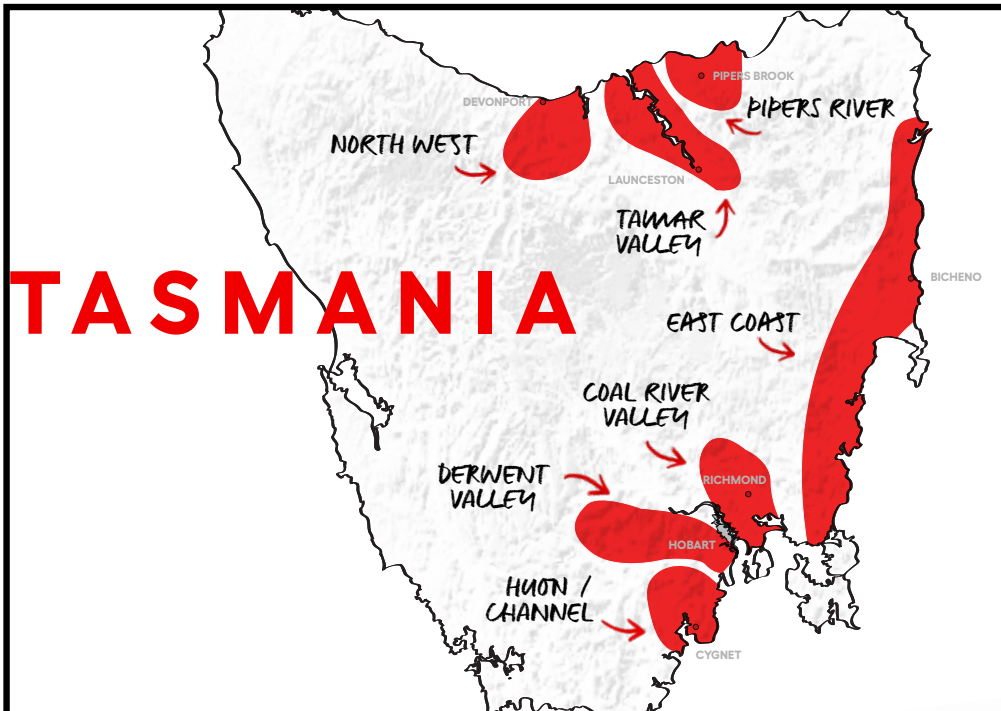 PIPERS BROOK
DEVONPORT
PIPERS RIVER
NORTH WEST
LAUNCESTON
TAMAR
VALLEY
TASMANIA
BICHENO
EAST COAST
COAL RIVER
VALLEY
DERWENT
VALLEY
RICHMOND
HOBART
HUON /
CHANNEL
CYGNET